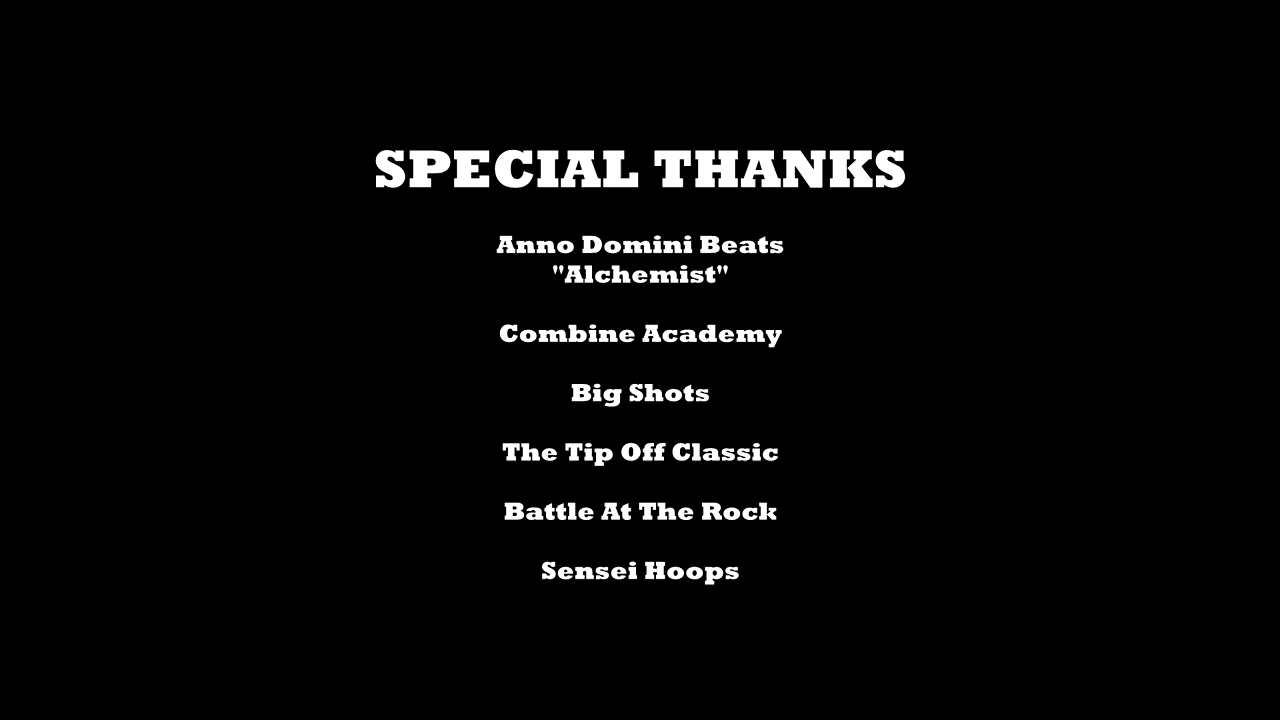 SPECIAL THANKS
Anno Domini Beats
"Alchemist"
Combine Academy
Big Shots
The Tip Off Classic
Battle At The Rock
Sensei Hoops